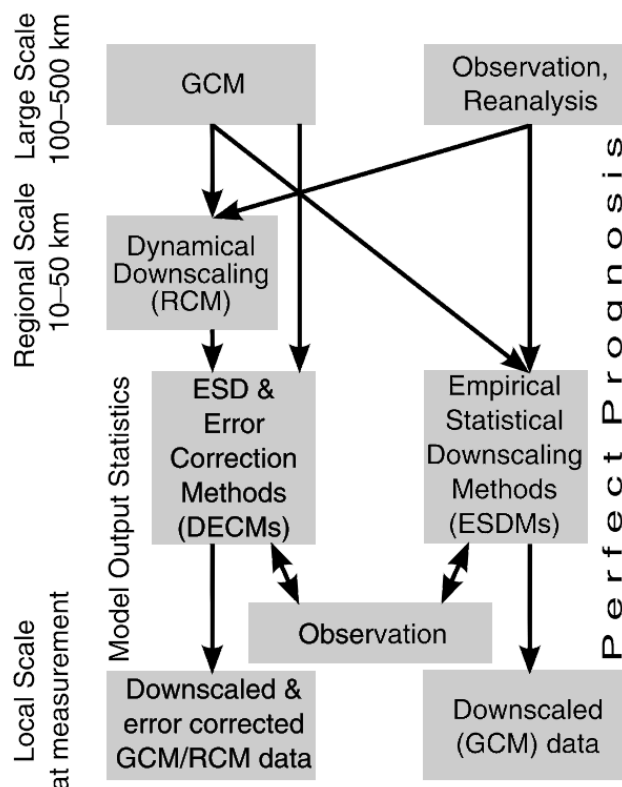 Large Scale
100–500 km
GCM
Observation,
Reanalysis
Regional Scale
10–50 km
Dynamical
Downscaling
(RCM)
Perfect Prognosis
Model Output Statistics
ESD &
Error
Correction
Methods
(DECMs)
Empirical
Statistical
Downscaling
Methods
(ESDMs)
Observation
Local Scale
at measurement
Downscaled &
error corrected
GCM/RCM data
Downscaled
(GCM) data